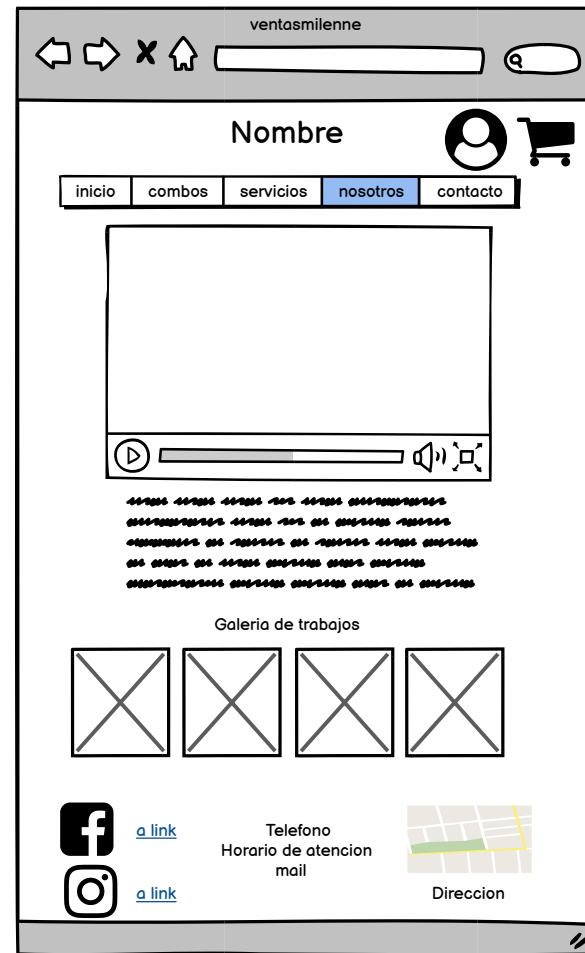 ventasmilenne
Nombre
inicio combos servicios nosotros contacto
Galeria de trabajos
a link
a link
Telefono
Horario de atencion
mail
Direccion